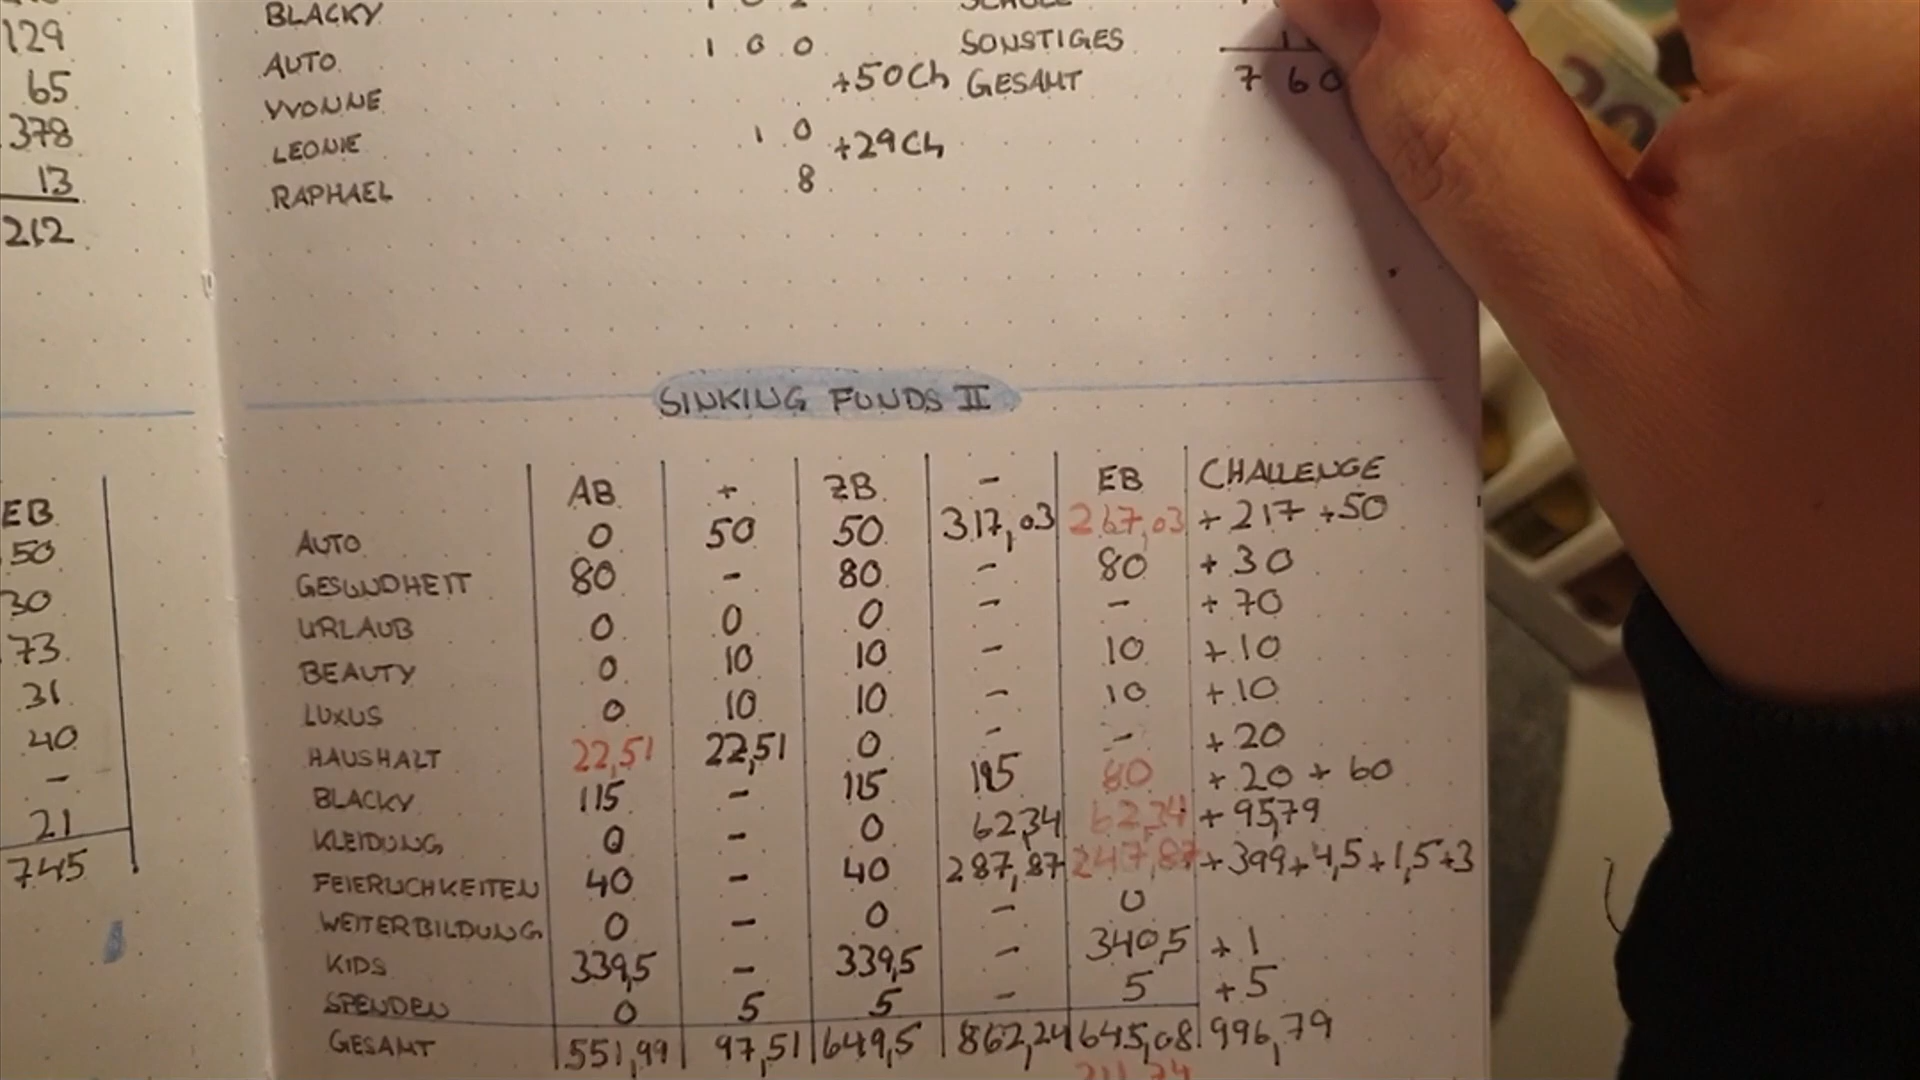 129
65
378
13
212
EB
50
30
73
31
40
-
21
745
BLACKY
AUTO 1 0 0
YVONNE +50Ch
LEONIE 1 0 +29Ch
RAPHAEL 8
SONSTIGES
GESAMT 7 6 0
SINKING FUNDS II
AB + ZB - EB CHALLENGE
AUTO 0 50 50 317,03 267,03 + 217 +50
GESUNDHEIT 80 - 80 - 80 + 30
URLAUB 0 0 0 - - + 70
BEAUTY 0 10 10 - 10 + 10
LUXUS 0 10 10 - 10 + 10
HAUSHALT 22,51 22,51 0 - - + 20
BLACKY 115 - 115 195 80 + 20 + 60
KLEIDUNG 0 - 0 62,34 62,34 + 95,79
FEIERLICHKEITEN 40 - 40 287,87 247,87 + 399 + 4,5 + 1,5 + 3
WEITERBILDUNG 0 - 0 - 0
KIDS 339,5 - 339,5 - 340,5 + 1
SPENDEN 0 5 5 - 5 + 5
GESAMT 551,99 97,51 649,5 862,24 645,08 996,79